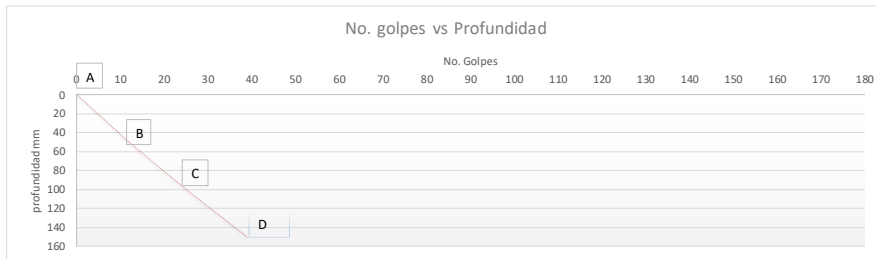 No. golpes vs Profundidad
No. Golpes
0 10 20 30 40 50 60 70 80 90 100 110 120 130 140 150 160 170 180
A
0
20
40
60
80
100
120
140
160
profundidad mm
B
C
D